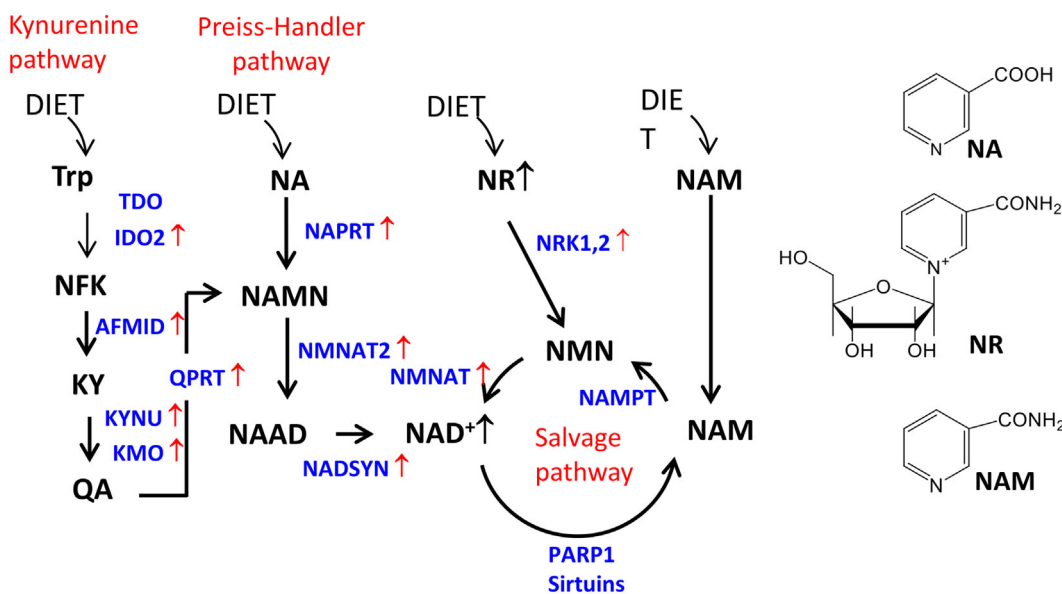 Kynurenine
pathway
Preiss-Handler
pathway
DIET
DIET
DIET
DIE
T
Trp
NA
NR↑
NAM
TDO
IDO2↑
NAPRT↑
NRK1,2↑
NFK
NAMN
AFMID↑
NMNAT2↑
NMN
KY
QPRT↑
NMNAT↑
NAMPT
KYNU↑
KMO↑
NAAD
NAD⁺↑
NAM
Salvage
pathway
NADSYN↑
QA
PARP1
Sirtuins
COOH
N
NA
CONH₂
N⁺
HO
O
OH
OH
NR
CONH₂
N
NAM